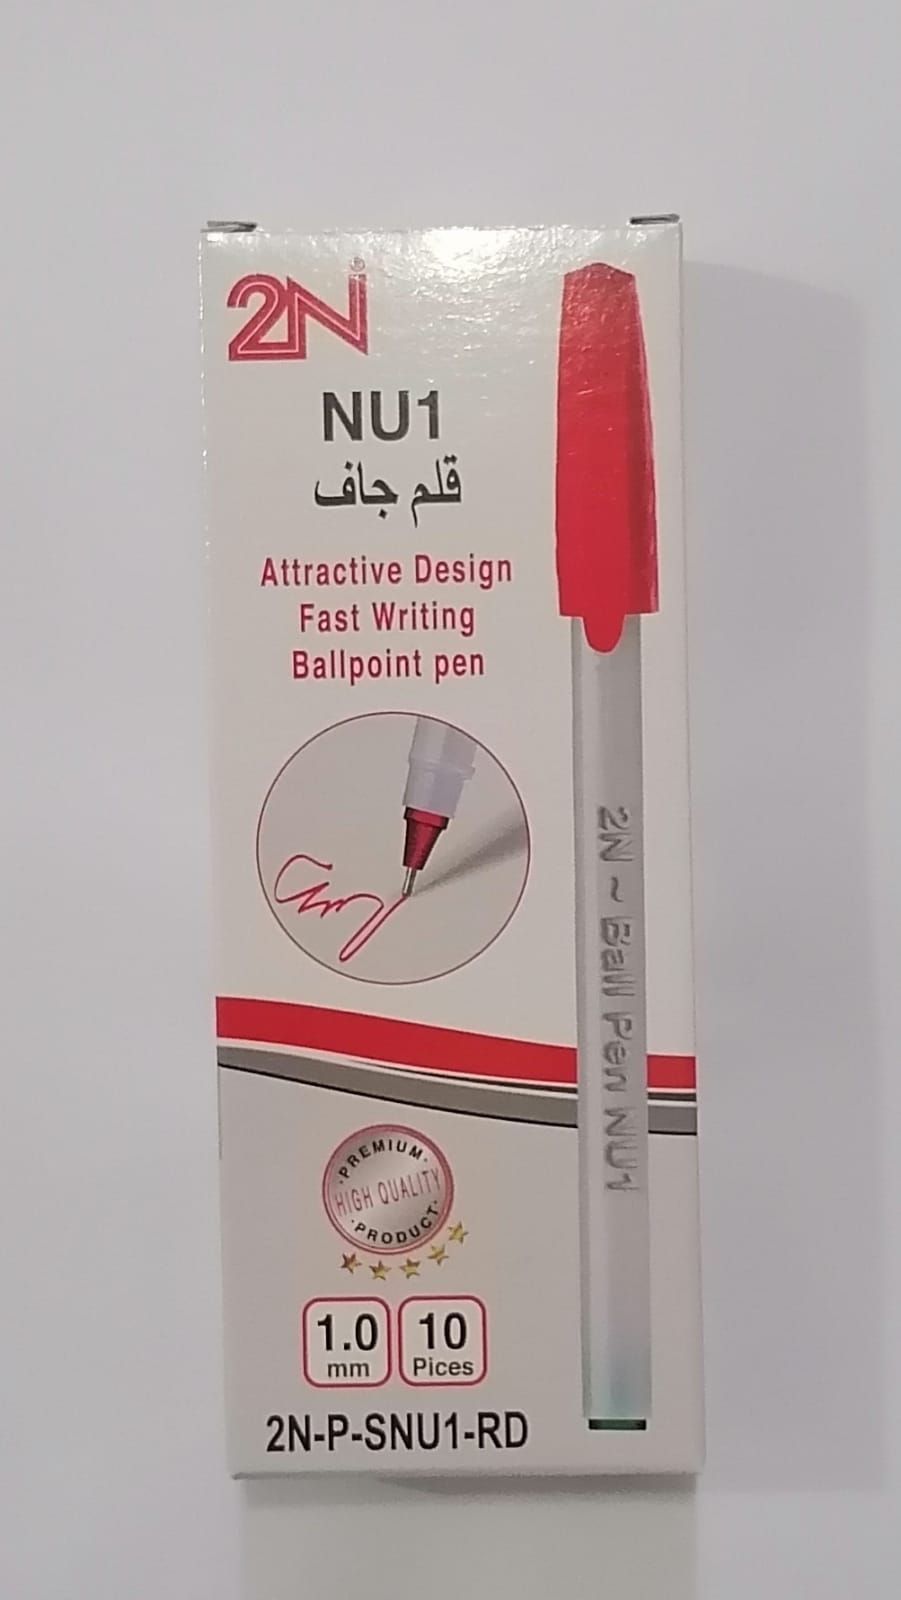 2N®
NU1
قلم جاف
Attractive Design
Fast Writing
Ballpoint pen
2N ~ Ball Pen NU1
PREMIUM
HIGH QUALITY
PRODUCT
1.0
mm
10
Pices
2N-P-SNU1-RD